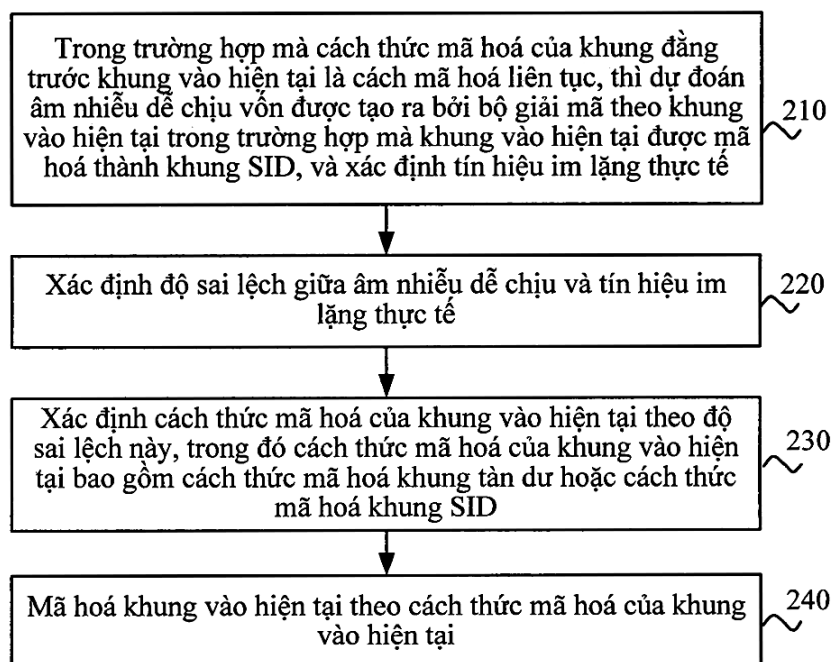 Trong trường hợp mà cách thức mã hoá của khung đằng
trước khung vào hiện tại là cách mã hoá liên tục, thì dự đoán
âm nhiễu dễ chịu vốn được tạo ra bởi bộ giải mã theo khung
vào hiện tại trong trường hợp mà khung vào hiện tại được mã
hoá thành khung SID, và xác định tín hiệu im lặng thực tế
210
Xác định độ sai lệch giữa âm nhiễu dễ chịu và tín hiệu im
lặng thực tế
220
Xác định cách thức mã hoá của khung vào hiện tại theo độ
sai lệch này, trong đó cách thức mã hoá của khung vào hiện
tại bao gồm cách thức mã hoá khung tàn dư hoặc cách thức
mã hoá khung SID
230
Mã hoá khung vào hiện tại theo cách thức mã hoá của khung
vào hiện tại
240